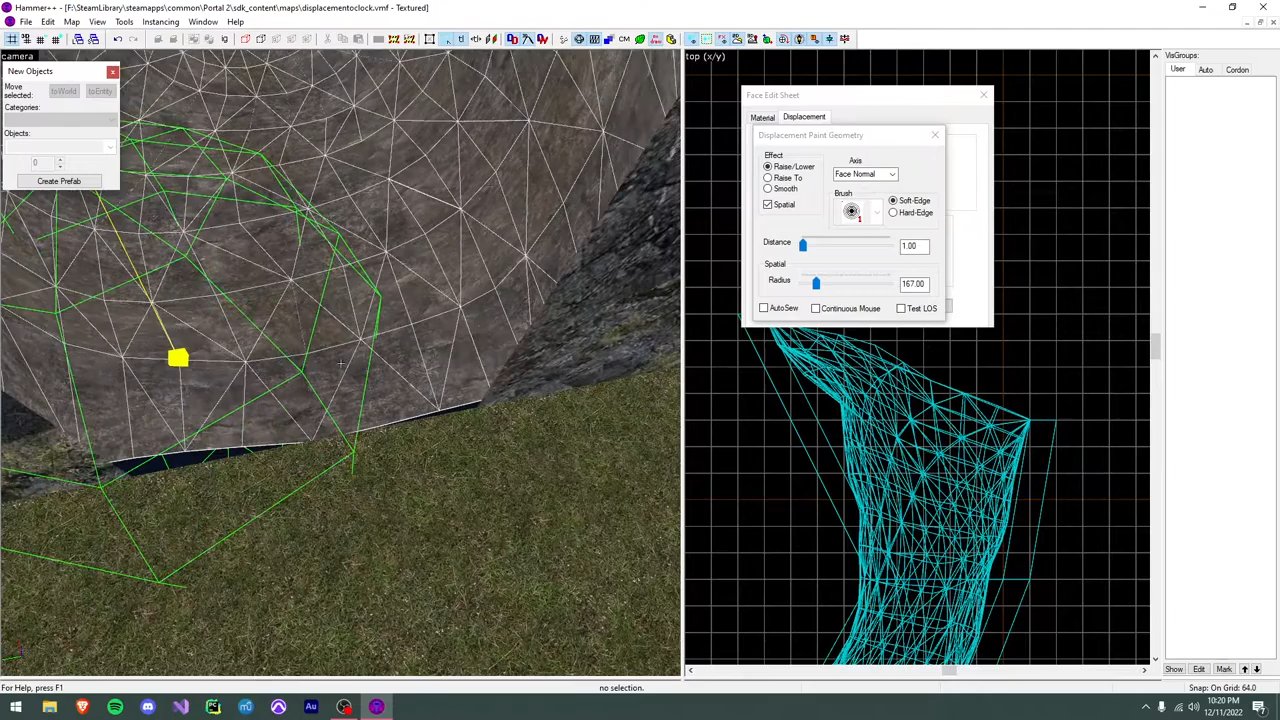 Hammer++ - [F:\SteamLibrary\steamapps\common\Portal 2\sdk_content\maps\displacementoclock.vmf - Textured]
File Edit Map View Tools Instancing Window Help
CM
camera
New Objects
x
Move selected:
toWorld
toEntity
Categories:
Objects:
0
Create Prefab
top (x/y)
Face Edit Sheet
Material
Displacement
Displacement Paint Geometry
Effect
Raise/Lower
Raise To
Smooth
Spatial
Axis
Face Normal
Brush
1
Soft-Edge
Hard-Edge
Distance
1.00
Spatial
Radius
167.00
AutoSew
Continuous Mouse
Test LOS
VisGroups:
User
Auto
Cordon
Show
Edit
Mark
For Help, press F1
no selection.
Snap: On Grid: 64.0
Au
10:20 PM
12/11/2022